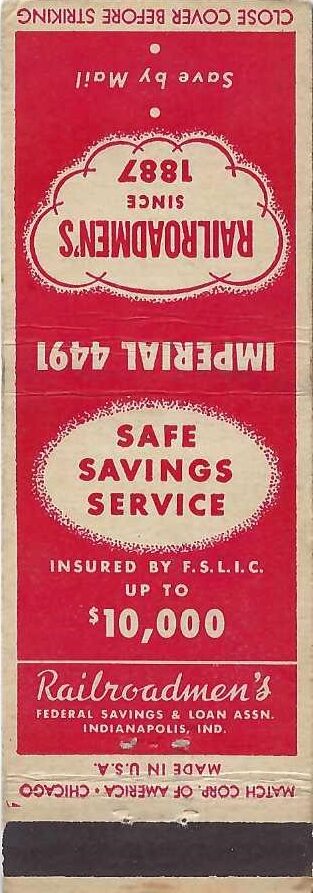 CLOSE COVER BEFORE STRIKING
Save by Mail!
SINCE
1887
RAILROADMEN'S
IMPERIAL 4491
SAFE
SAVINGS
SERVICE
INSURED BY F.S.L.I.C.
UP TO
$10,000
Railroadmen's
FEDERAL SAVINGS & LOAN ASSN.
INDIANAPOLIS, IND.
MADE IN U.S.A.
MATCH CORP. OF AMERICA • CHICAGO